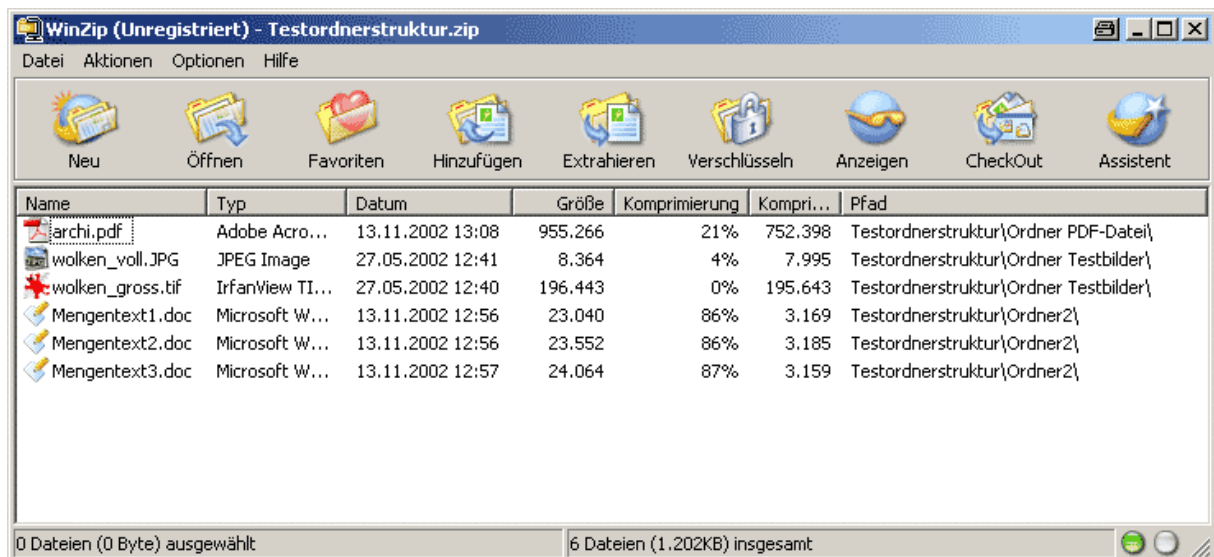 WinZip (Unregistriert) - Testordnerstruktur.zip
Datei Aktionen Optionen Hilfe
Neu Öffnen Favoriten Hinzufügen Extrahieren Verschlüsseln Anzeigen CheckOut Assistent
Name Typ Datum Größe Komprimierung Kompri... Pfad
archi.pdf Adobe Acro... 13.11.2002 13:08 955.266 21% 752.398 Testordnerstruktur\Ordner PDF-Datei\
wolken_voll.JPG JPEG Image 27.05.2002 12:41 8.364 4% 7.995 Testordnerstruktur\Ordner Testbilder\
wolken_gross.tif IrfanView TI... 27.05.2002 12:40 196.443 0% 195.643 Testordnerstruktur\Ordner Testbilder\
Mengentext1.doc Microsoft W... 13.11.2002 12:56 23.040 86% 3.169 Testordnerstruktur\Ordner2\
Mengentext2.doc Microsoft W... 13.11.2002 12:56 23.552 86% 3.185 Testordnerstruktur\Ordner2\
Mengentext3.doc Microsoft W... 13.11.2002 12:57 24.064 87% 3.159 Testordnerstruktur\Ordner2\
0 Dateien (0 Byte) ausgewählt 6 Dateien (1.202KB) insgesamt